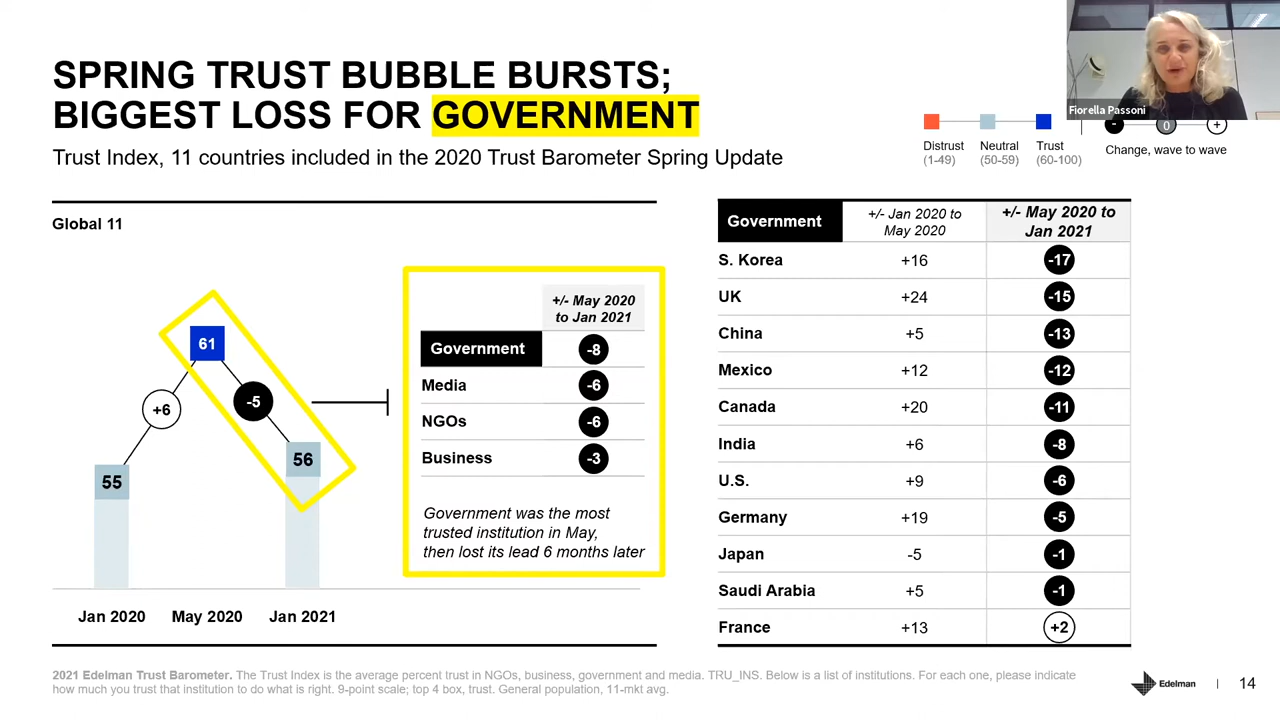 SPRING TRUST BUBBLE BURSTS;
BIGGEST LOSS FOR GOVERNMENT
Trust Index, 11 countries included in the 2020 Trust Barometer Spring Update
Fiorella Passoni
- 0 +
Distrust Neutral Trust Change, wave to wave
(1-49) (50-59) (60-100)
Global 11
61
+6
-5
55
56
Jan 2020 May 2020 Jan 2021
+/- May 2020
to Jan 2021
Government -8
Media -6
NGOs -6
Business -3
Government was the most
trusted institution in May,
then lost its lead 6 months later
Government +/- Jan 2020 to May 2020 +/- May 2020 to Jan 2021
S. Korea +16 -17
UK +24 -15
China +5 -13
Mexico +12 -12
Canada +20 -11
India +6 -8
U.S. +9 -6
Germany +19 -5
Japan -5 -1
Saudi Arabia +5 -1
France +13 +2
2021 Edelman Trust Barometer. The Trust Index is the average percent trust in NGOs, business, government and media. TRU_INS. Below is a list of institutions. For each one, please indicate
how much you trust that institution to do what is right. 9-point scale; top 4 box, trust. General population, 11-mkt avg.
Edelman | 14